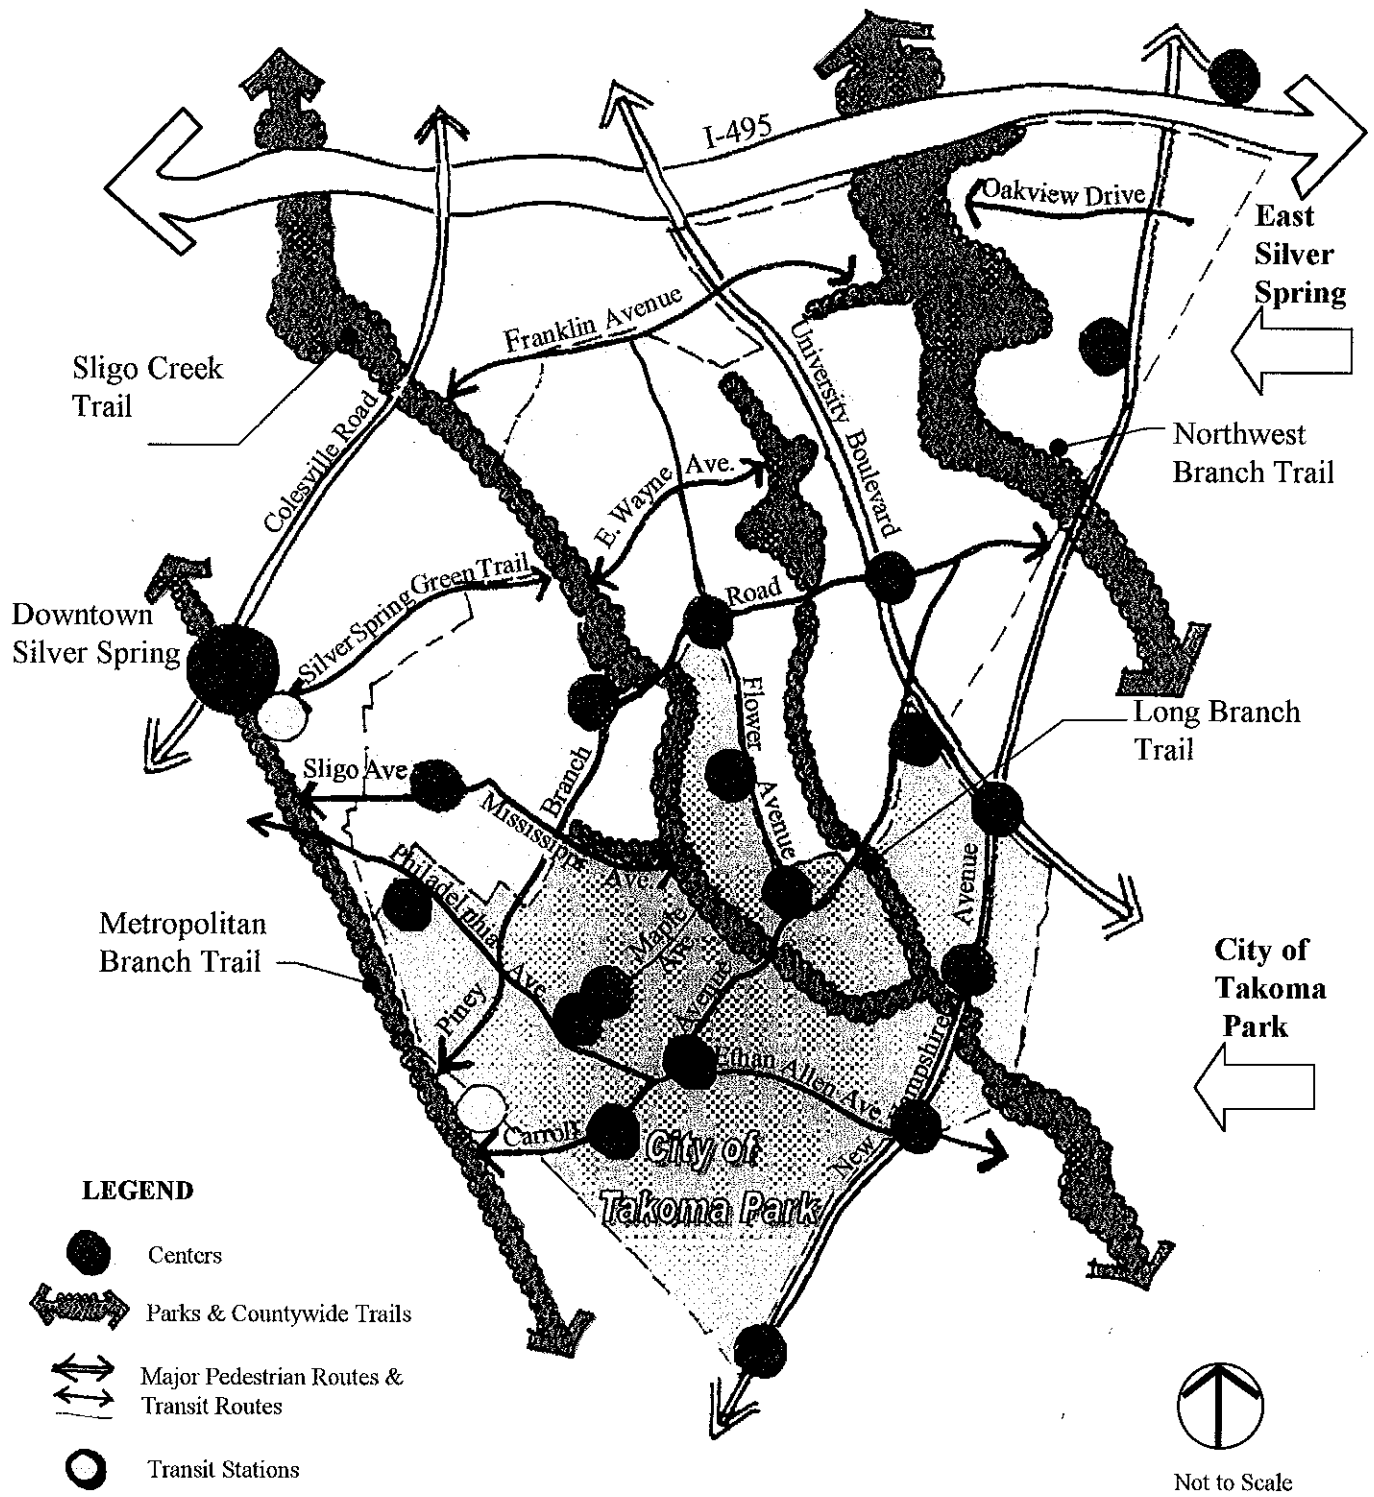 I-495
Oakview Drive
East
Silver
Spring
Franklin Avenue
University Boulevard
Sligo Creek
Trail
Colesville Road
Northwest
Branch Trail
E. Wayne Ave.
Silver Spring Green Trail
Road
Downtown
Silver Spring
Long Branch
Trail
Flower
Avenue
Sligo Ave
Branch
Mississippi
Ave.
Philadelphia
Ave
Maple
Ave
Avenue
Avenue
Metropolitan
Branch Trail
City of
Takoma
Park
Piney
Ethan Allen Ave.
Hampshire
New
Carroll
City of
Takoma Park
LEGEND
Centers
Parks & Countywide Trails
Major Pedestrian Routes &
Transit Routes
Transit Stations
Not to Scale